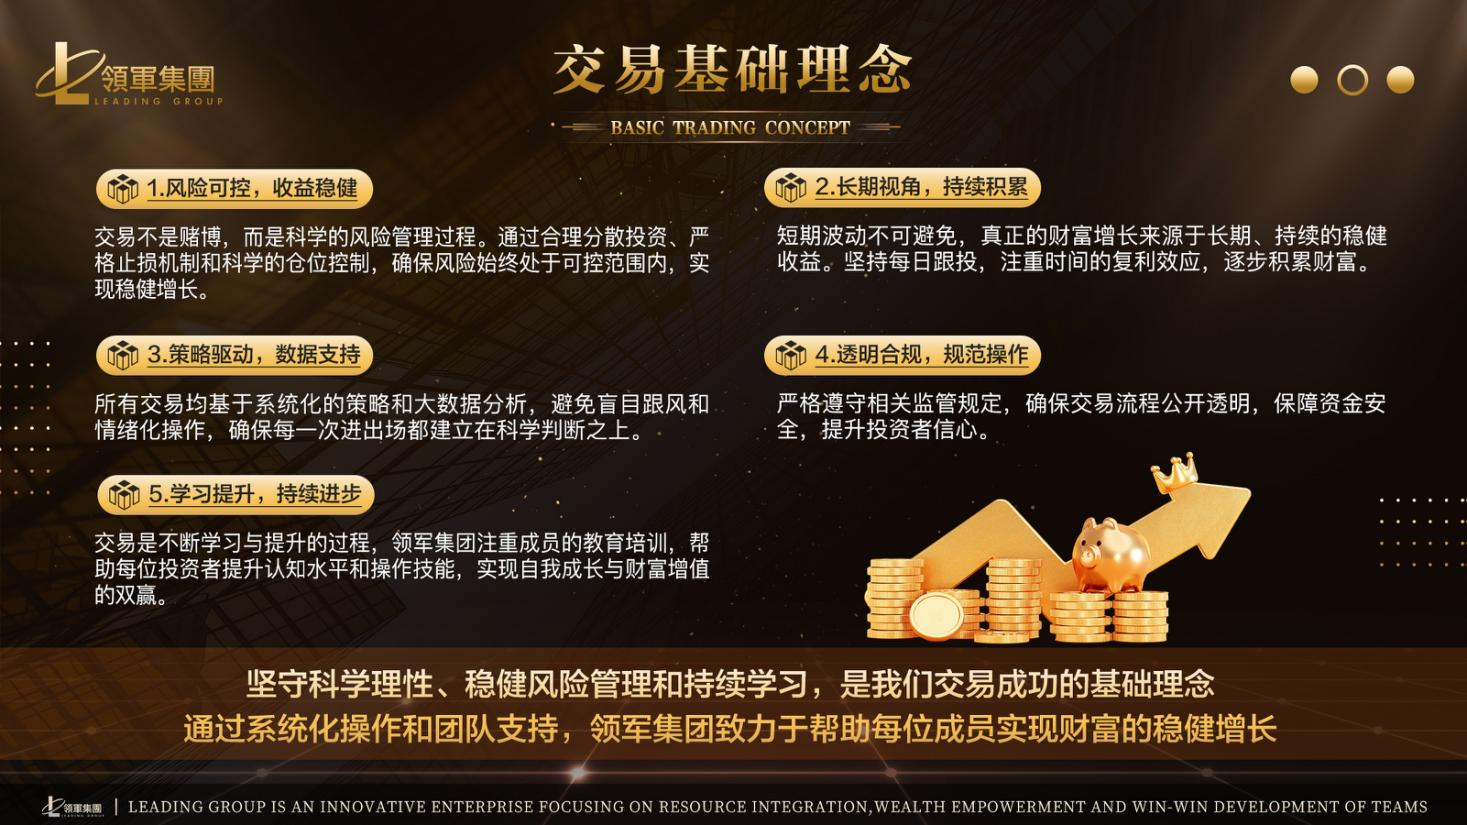 領軍集團
LEADING GROUP
交易基础理念
BASIC TRADING CONCEPT
1.风险可控，收益稳健
交易不是赌博，而是科学的风险管理过程。通过合理分散投资、严
格止损机制和科学的仓位控制，确保风险始终处于可控范围内，实
现稳健增长。
2.长期视角，持续积累
短期波动不可避免，真正的财富增长来源于长期、持续的稳健
收益。坚持每日跟投，注重时间的复利效应，逐步积累财富。
3.策略驱动，数据支持
所有交易均基于系统化的策略和大数据分析，避免盲目跟风和
情绪化操作，确保每一次进出场都建立在科学判断之上。
4.透明合规，规范操作
严格遵守相关监管规定，确保交易流程公开透明，保障资金安
全，提升投资者信心。
5.学习提升，持续进步
交易是不断学习与提升的过程，领军集团注重成员的教育培训，帮
助每位投资者提升认知水平和操作技能，实现自我成长与财富增值
的双赢。
坚守科学理性、稳健风险管理和持续学习，是我们交易成功的基础理念
通过系统化操作和团队支持，领军集团致力于帮助每位成员实现财富的稳健增长
領軍集團
LEADING GROUP
LEADING GROUP IS AN INNOVATIVE ENTERPRISE FOCUSING ON RESOURCE INTEGRATION,WEALTH EMPOWERMENT AND WIN-WIN DEVELOPMENT OF TEAMS